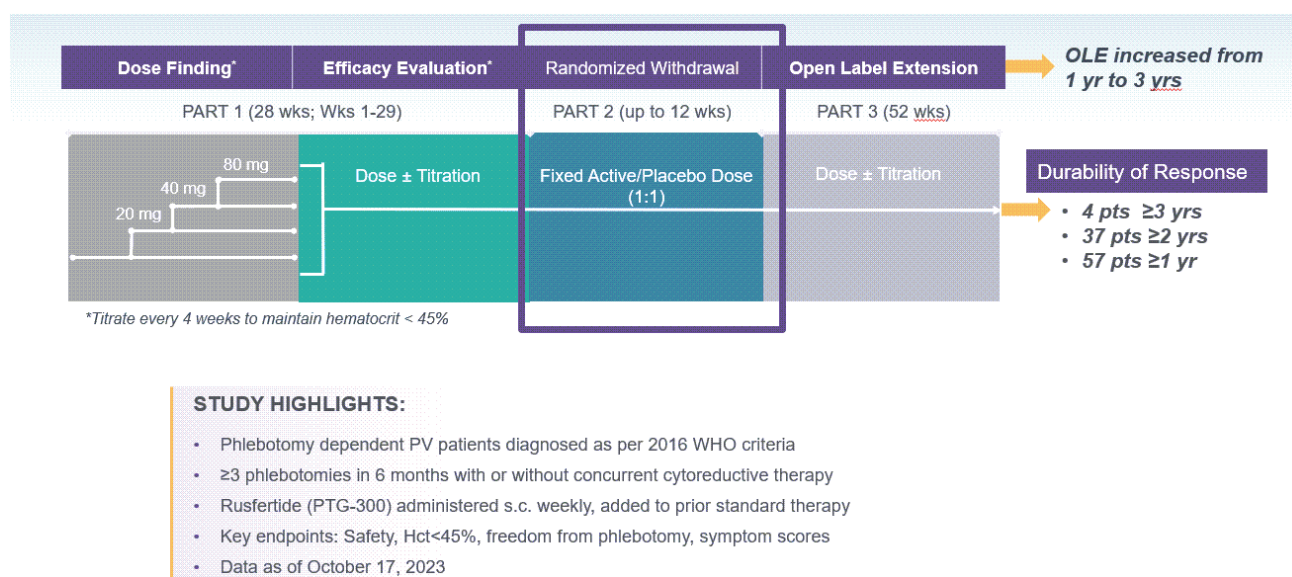 Dose Finding*
Efficacy Evaluation*
Randomized Withdrawal
Open Label Extension
OLE increased from
1 yr to 3 yrs
PART 1 (28 wks; Wks 1-29)
PART 2 (up to 12 wks)
PART 3 (52 wks)
80 mg
40 mg
20 mg
Dose ± Titration
Fixed Active/Placebo Dose
(1:1)
Dose ± Titration
Durability of Response
• 4 pts ≥3 yrs
• 37 pts ≥2 yrs
• 57 pts ≥1 yr
*Titrate every 4 weeks to maintain hematocrit < 45%
STUDY HIGHLIGHTS:
• Phlebotomy dependent PV patients diagnosed as per 2016 WHO criteria
• ≥3 phlebotomies in 6 months with or without concurrent cytoreductive therapy
• Rusfertide (PTG-300) administered s.c. weekly, added to prior standard therapy
• Key endpoints: Safety, Hct<45%, freedom from phlebotomy, symptom scores
• Data as of October 17, 2023